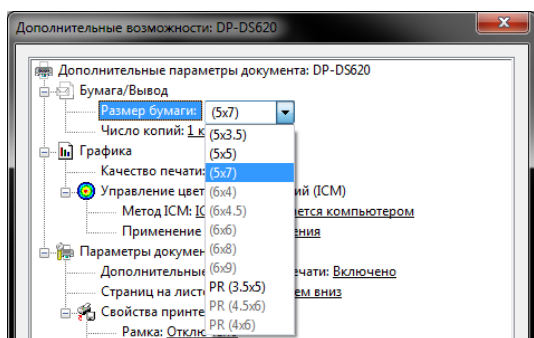 Дополнительные возможности: DP-DS620
Дополнительные параметры документа: DP-DS620
Бумага/Вывод
Размер бумаги: (5x7)
Число копий: 1 к
(5x3.5)
Графика
(5x5)
Качество печати:
(5x7)
Управление цвет
(6x4)
ий (ICM)
Метод ICM: IC
(6x4.5)
ется компьютером
Применение
(6x6)
ения
Параметры докумен
(6x8)
Дополнительные
(6x9)
ечати: Включено
Страниц на листе
PR (3.5x5)
ем вниз
Свойства принте
PR (4.5x6)
Рамка: Отключено
PR (4x6)